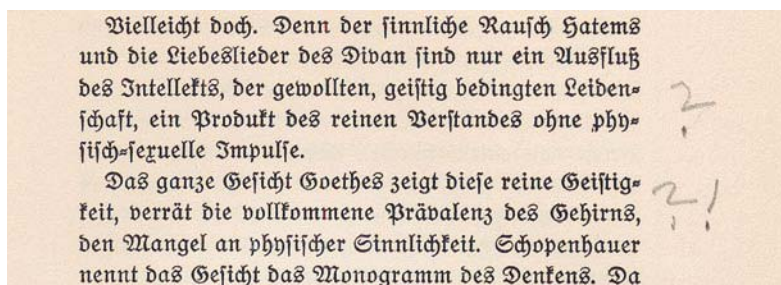 Vielleicht doch. Denn der sinnliche Rausch Hatems
und die Liebeslieder des Divan sind nur ein Ausfluß
des Intellekts, der gewollten, geistig bedingten Leiden-
schaft, ein Produkt des reinen Verstandes ohne phy-
sisch-sexuelle Impulse.
?
Das ganze Gesicht Goethes zeigt diese reine Geistig-
keit, verrät die vollkommene Prävalenz des Gehirns,
den Mangel an physischer Sinnlichkeit. Schopenhauer
nennt das Gesicht das Monogramm des Denkens. Da
?!